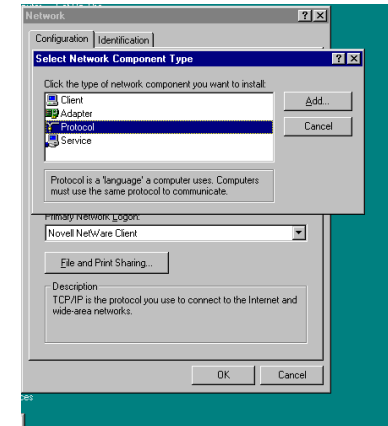 Network
Configuration Identification
Select Network Component Type
Click the type of network component you want to install:
Client
Adapter
Protocol
Service
Add...
Cancel
Protocol is a 'language' a computer uses. Computers
must use the same protocol to communicate.
Primary Network Logon:
Novell NetWare Client
File and Print Sharing...
Description
TCP/IP is the protocol you use to connect to the Internet and
wide-area networks.
OK Cancel